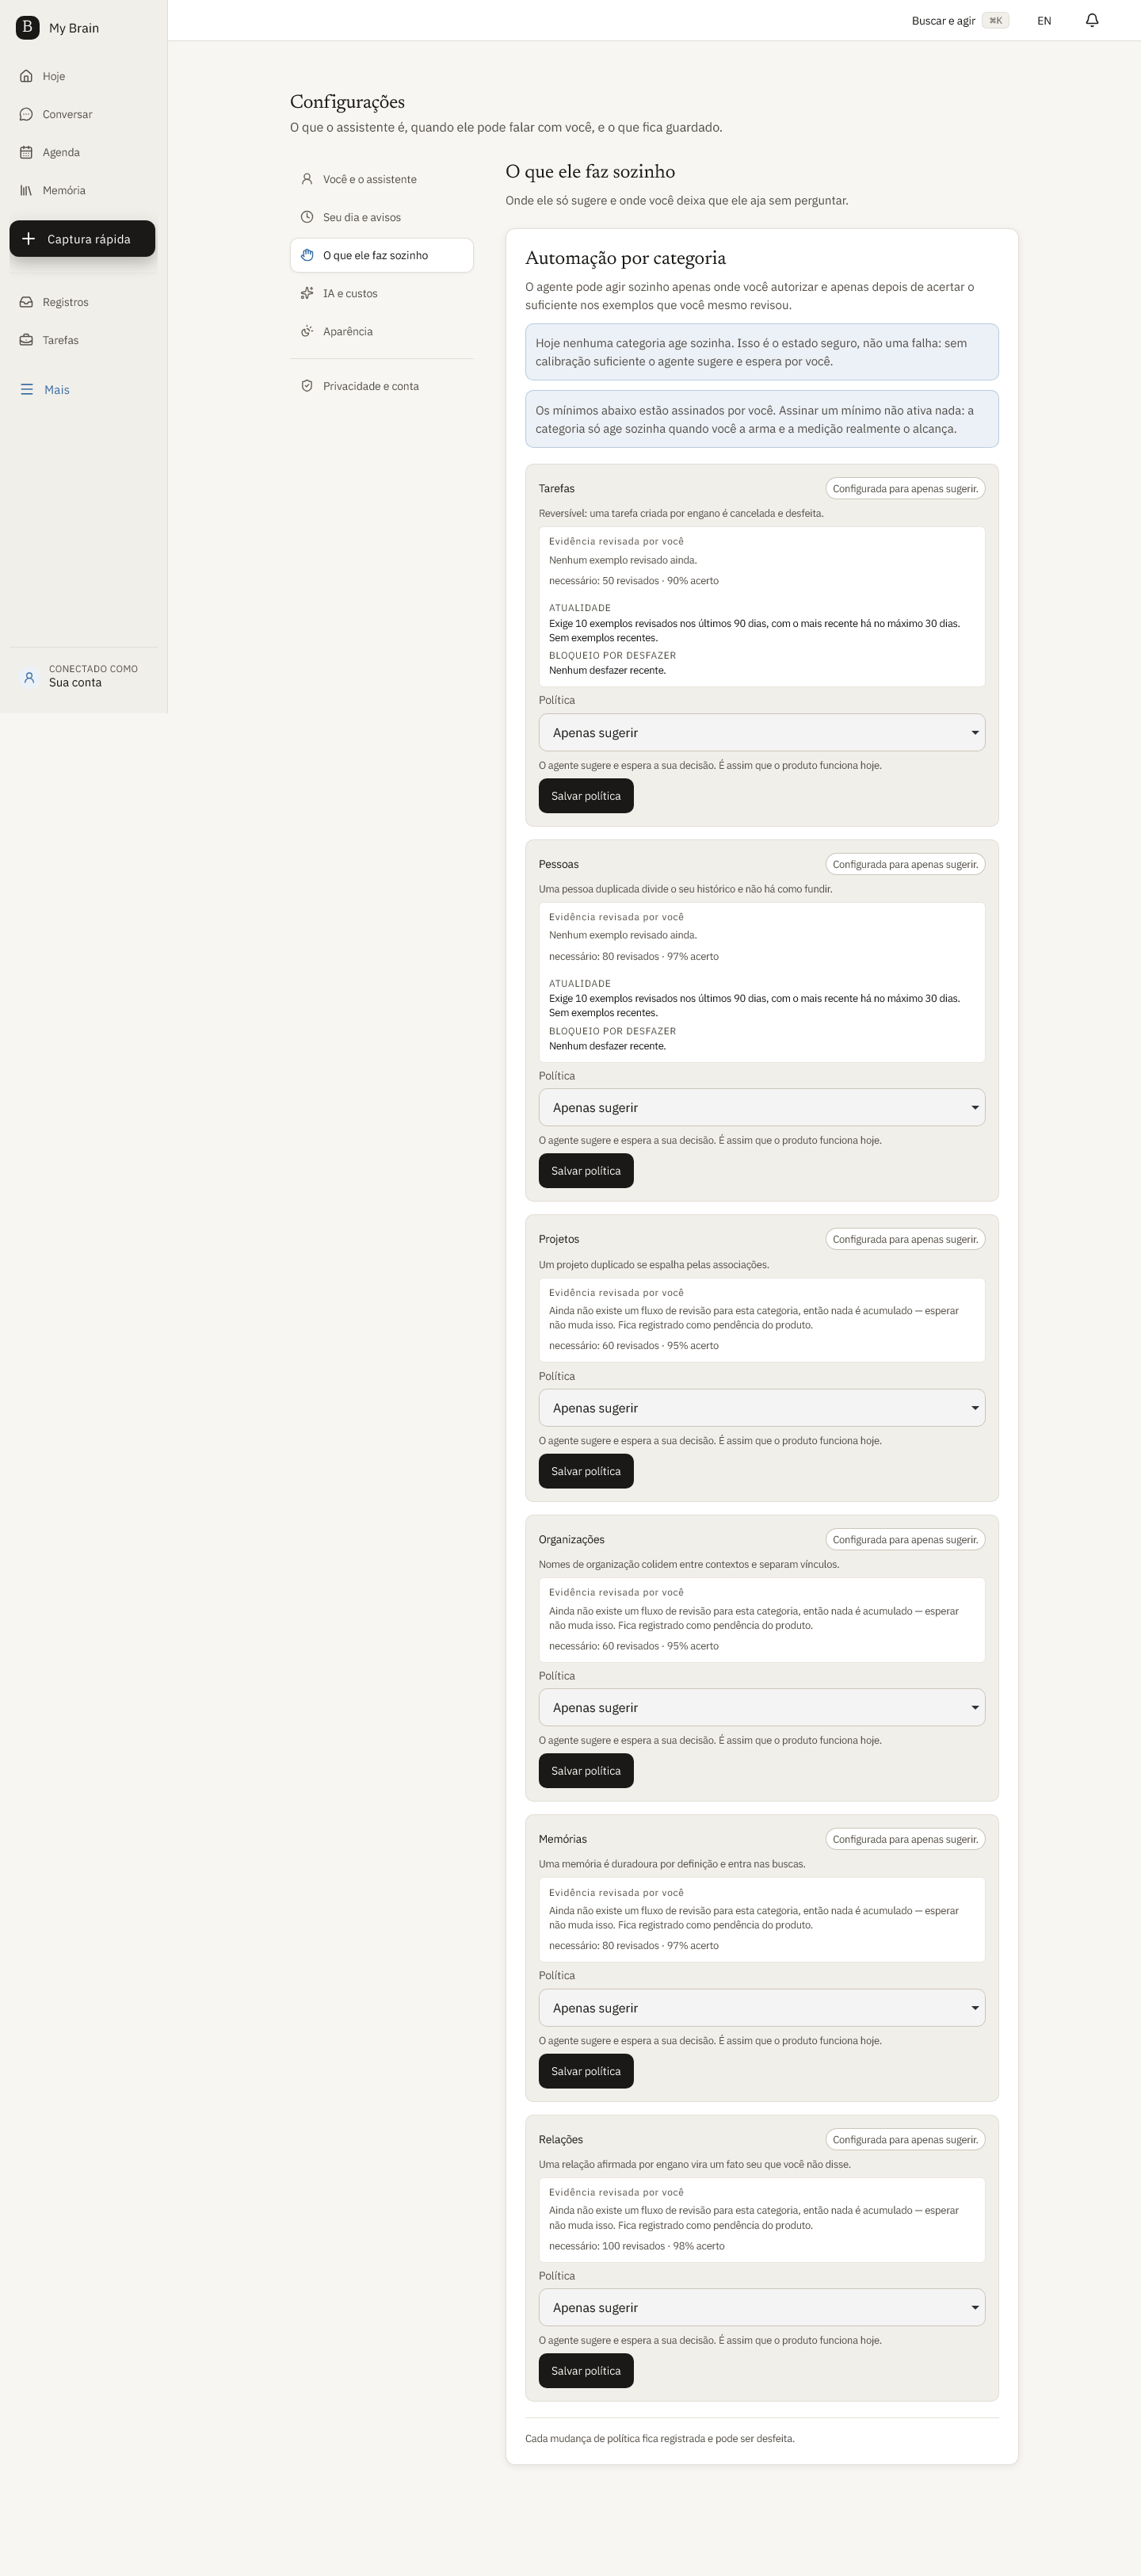 B My Brain
Buscar e agir ⌘K EN
Hoje
Conversar
Agenda
Memória
Captura rápida
Registros
Tarefas
Mais
CONECTADO COMO
Sua conta
Configurações
O que o assistente é, quando ele pode falar com você, e o que fica guardado.
Você e o assistente
Seu dia e avisos
O que ele faz sozinho
IA e custos
Aparência
Privacidade e conta
O que ele faz sozinho
Onde ele só sugere e onde você deixa que ele aja sem perguntar.
Automação por categoria
O agente pode agir sozinho apenas onde você autorizar e apenas depois de acertar o
suficiente nos exemplos que você mesmo revisou.
Hoje nenhuma categoria age sozinha. Isso é o estado seguro, não uma falha: sem
calibração suficiente o agente sugere e espera por você.
Os mínimos abaixo estão assinados por você. Assinar um mínimo não ativa nada: a
categoria só age sozinha quando você a arma e a medição realmente o alcança.
Tarefas Configurada para apenas sugerir.
Reversível: uma tarefa criada por engano é cancelada e desfeita.
Evidência revisada por você
Nenhum exemplo revisado ainda.
necessário: 50 revisados · 90% acerto
ATUALIDADE
Exige 10 exemplos revisados nos últimos 90 dias, com o mais recente há no máximo 30 dias.
Sem exemplos recentes.
BLOQUEIO POR DESFAZER
Nenhum desfazer recente.
Política
Apenas sugerir
O agente sugere e espera a sua decisão. É assim que o produto funciona hoje.
Salvar política
Pessoas Configurada para apenas sugerir.
Uma pessoa duplicada divide o seu histórico e não há como fundir.
Evidência revisada por você
Nenhum exemplo revisado ainda.
necessário: 80 revisados · 97% acerto
ATUALIDADE
Exige 10 exemplos revisados nos últimos 90 dias, com o mais recente há no máximo 30 dias.
Sem exemplos recentes.
BLOQUEIO POR DESFAZER
Nenhum desfazer recente.
Política
Apenas sugerir
O agente sugere e espera a sua decisão. É assim que o produto funciona hoje.
Salvar política
Projetos Configurada para apenas sugerir.
Um projeto duplicado se espalha pelas associações.
Evidência revisada por você
Ainda não existe um fluxo de revisão para esta categoria, então nada é acumulado — esperar
não muda isso. Fica registrado como pendência do produto.
necessário: 60 revisados · 95% acerto
Política
Apenas sugerir
O agente sugere e espera a sua decisão. É assim que o produto funciona hoje.
Salvar política
Organizações Configurada para apenas sugerir.
Nomes de organização colidem entre contextos e separam vínculos.
Evidência revisada por você
Ainda não existe um fluxo de revisão para esta categoria, então nada é acumulado — esperar
não muda isso. Fica registrado como pendência do produto.
necessário: 60 revisados · 95% acerto
Política
Apenas sugerir
O agente sugere e espera a sua decisão. É assim que o produto funciona hoje.
Salvar política
Memórias Configurada para apenas sugerir.
Uma memória é duradoura por definição e entra nas buscas.
Evidência revisada por você
Ainda não existe um fluxo de revisão para esta categoria, então nada é acumulado — esperar
não muda isso. Fica registrado como pendência do produto.
necessário: 80 revisados · 97% acerto
Política
Apenas sugerir
O agente sugere e espera a sua decisão. É assim que o produto funciona hoje.
Salvar política
Relações Configurada para apenas sugerir.
Uma relação afirmada por engano vira um fato seu que você não disse.
Evidência revisada por você
Ainda não existe um fluxo de revisão para esta categoria, então nada é acumulado — esperar
não muda isso. Fica registrado como pendência do produto.
necessário: 100 revisados · 98% acerto
Política
Apenas sugerir
O agente sugere e espera a sua decisão. É assim que o produto funciona hoje.
Salvar política
Cada mudança de política fica registrada e pode ser desfeita.